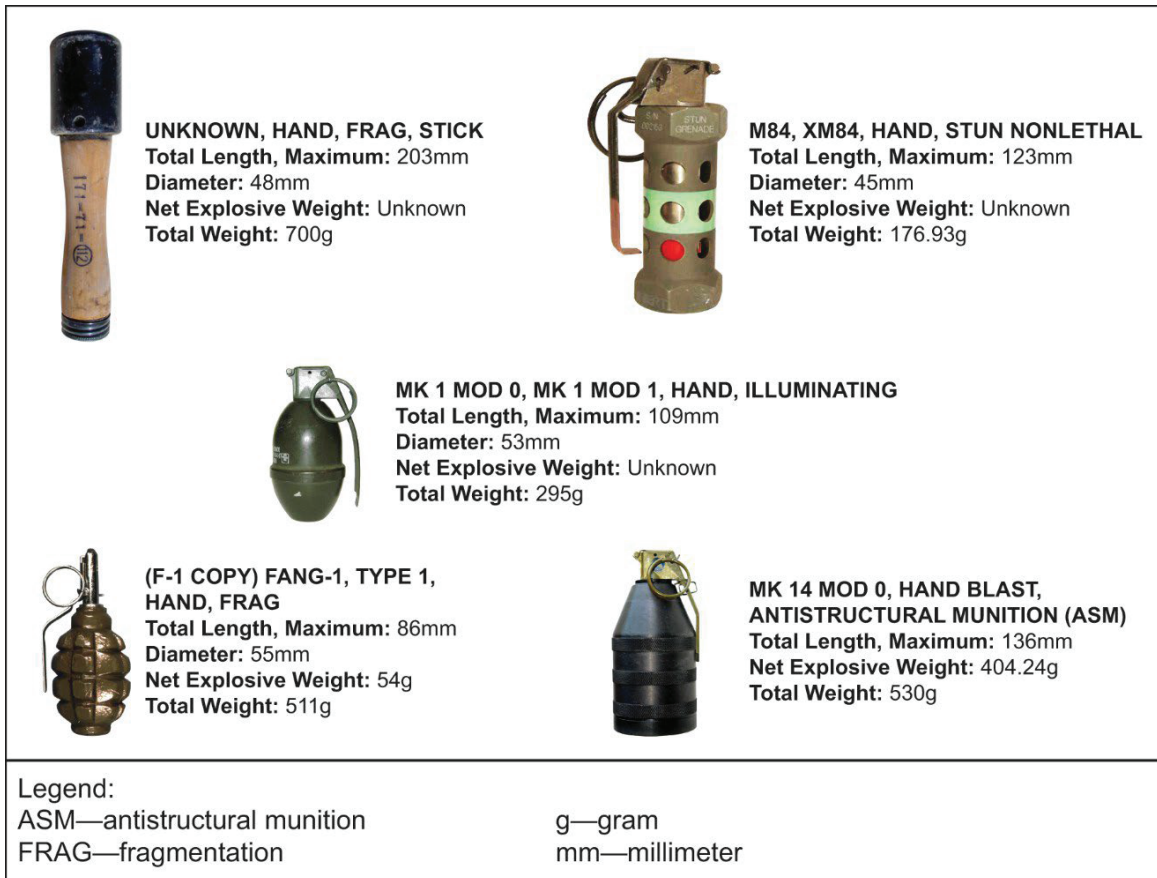 UNKNOWN, HAND, FRAG, STICK
Total Length, Maximum: 203mm
Diameter: 48mm
Net Explosive Weight: Unknown
Total Weight: 700g
STUN
GRENADE
M84, XM84, HAND, STUN NONLETHAL
Total Length, Maximum: 123mm
Diameter: 45mm
Net Explosive Weight: Unknown
Total Weight: 176.93g
MK 1 MOD 0, MK 1 MOD 1, HAND, ILLUMINATING
Total Length, Maximum: 109mm
Diameter: 53mm
Net Explosive Weight: Unknown
Total Weight: 295g
(F-1 COPY) FANG-1, TYPE 1,
HAND, FRAG
Total Length, Maximum: 86mm
Diameter: 55mm
Net Explosive Weight: 54g
Total Weight: 511g
MK 14 MOD 0, HAND BLAST,
ANTISTRUCTURAL MUNITION (ASM)
Total Length, Maximum: 136mm
Net Explosive Weight: 404.24g
Total Weight: 530g
Legend:
ASM—antistructural munition
FRAG—fragmentation
g—gram
mm—millimeter